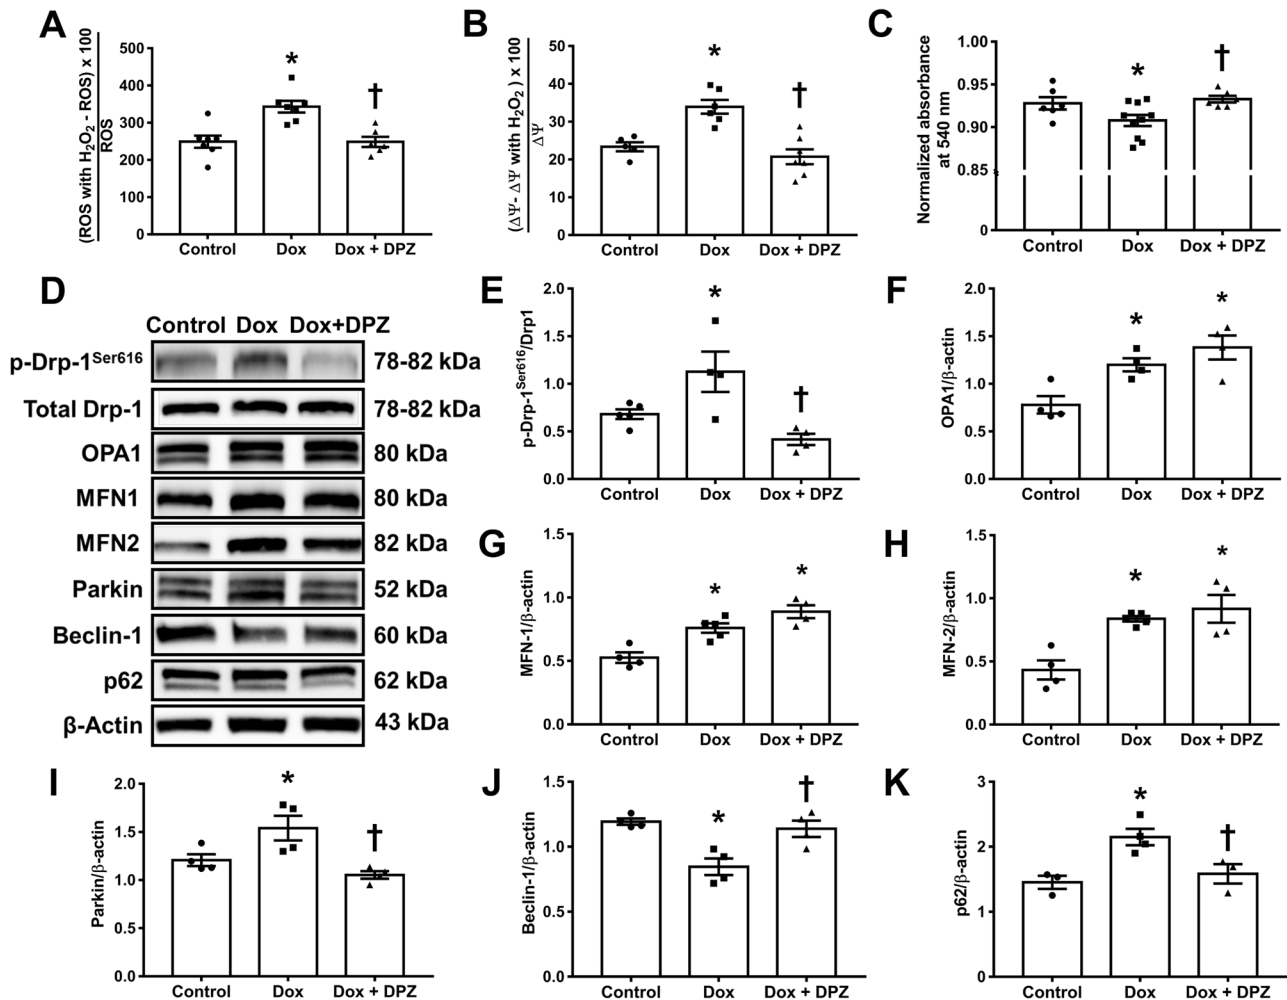 A
(ROS with H₂O₂ - ROS) x 100
ROS
500
400
300
200
100
0
*
†
Control Dox Dox + DPZ
B
(ΔΨ- ΔΨ with H₂O₂ ) x 100
ΔΨ
50
40
30
20
10
0
*
†
Control Dox Dox + DPZ
C
Normalized absorbance
at 540 nm
1.00
0.95
0.90
0.85
0
*
†
Control Dox Dox + DPZ
D
Control Dox Dox+DPZ
p-Drp-1Ser616 78-82 kDa
Total Drp-1 78-82 kDa
OPA1 80 kDa
MFN1 80 kDa
MFN2 82 kDa
Parkin 52 kDa
Beclin-1 60 kDa
p62 62 kDa
β-Actin 43 kDa
E
p-Drp-1Ser616/Drp1
2.0
1.5
1.0
0.5
0.0
*
†
Control Dox Dox + DPZ
F
OPA1/β-actin
2.0
1.5
1.0
0.5
0.0
*
*
Control Dox Dox + DPZ
G
MFN-1/β-actin
1.5
1.0
0.5
0.0
*
*
Control Dox Dox + DPZ
H
MFN-2/β-actin
1.5
1.0
0.5
0.0
*
*
Control Dox Dox + DPZ
I
Parkin/β-actin
2.0
1.5
1.0
0.5
0.0
*
†
Control Dox Dox + DPZ
J
Beclin-1/β-actin
1.5
1.0
0.5
0.0
*
†
Control Dox Dox + DPZ
K
p62/β-actin
3
2
1
0
*
†
Control Dox Dox + DPZ